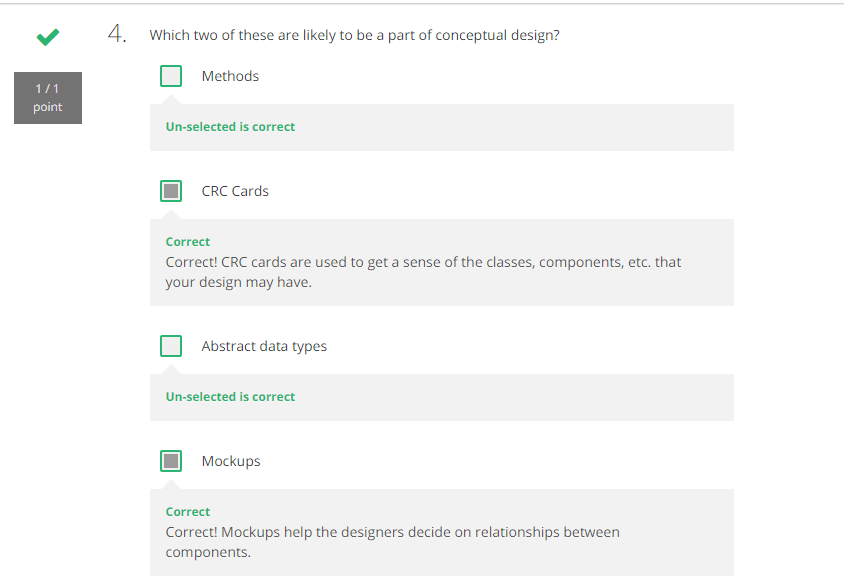 4. Which two of these are likely to be a part of conceptual design?
1 / 1
point
Methods
Un-selected is correct
CRC Cards
Correct
Correct! CRC cards are used to get a sense of the classes, components, etc. that
your design may have.
Abstract data types
Un-selected is correct
Mockups
Correct
Correct! Mockups help the designers decide on relationships between
components.